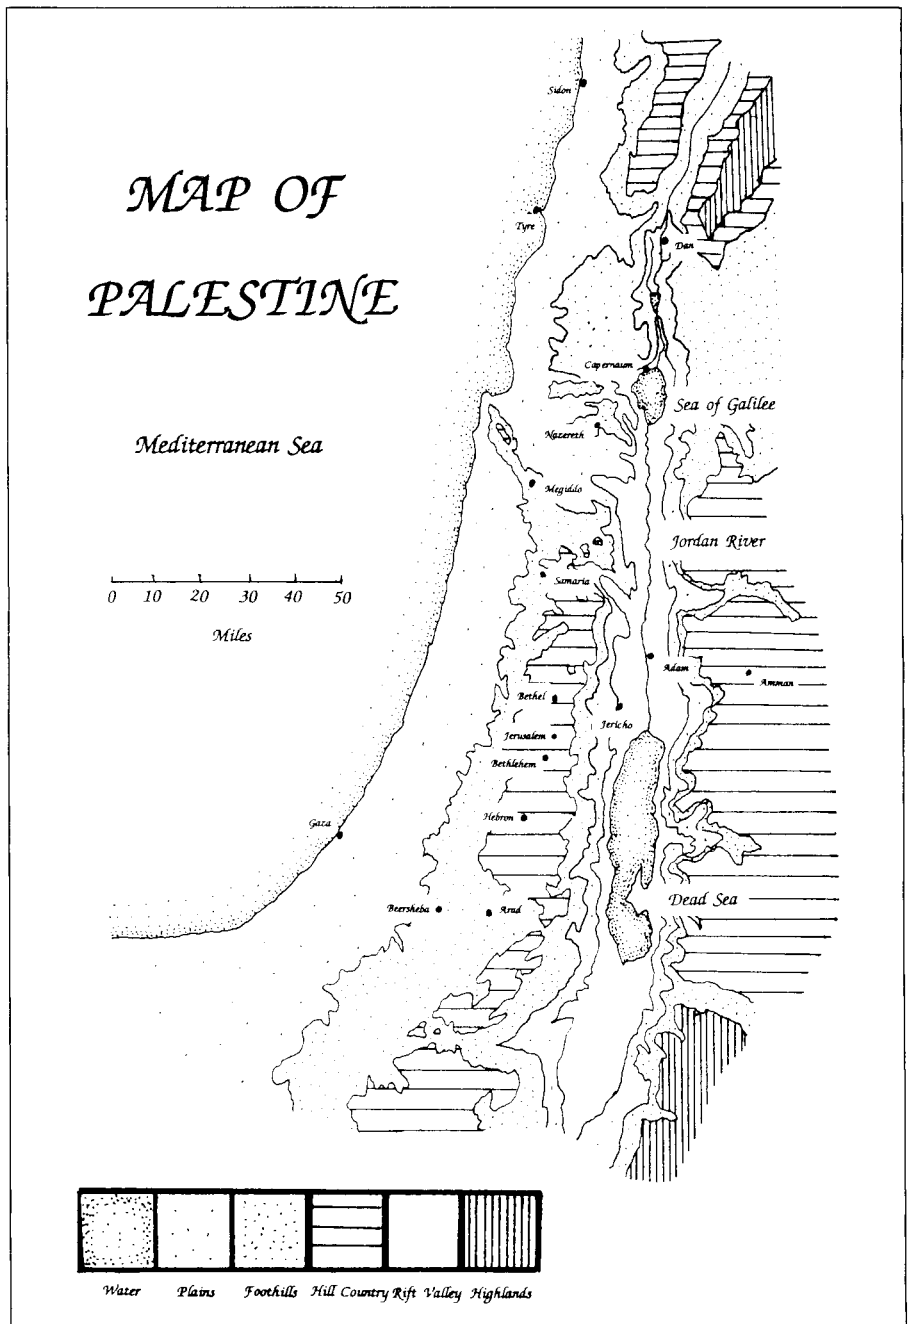 MAP OF
PALESTINE
Sidon
Tyre
Dan
Capernaum
Sea of Galilee
Nazereth
Mediterranean Sea
Megiddo
Jordan River
Samaria
0 10 20 30 40 50
Miles
Adam
Amman
Bethel
Jericho
Jerusalem
Bethlehem
Hebron
Gaza
Dead Sea
Beersheba
Arad
Water Plains Foothills Hill Country Rift Valley Highlands